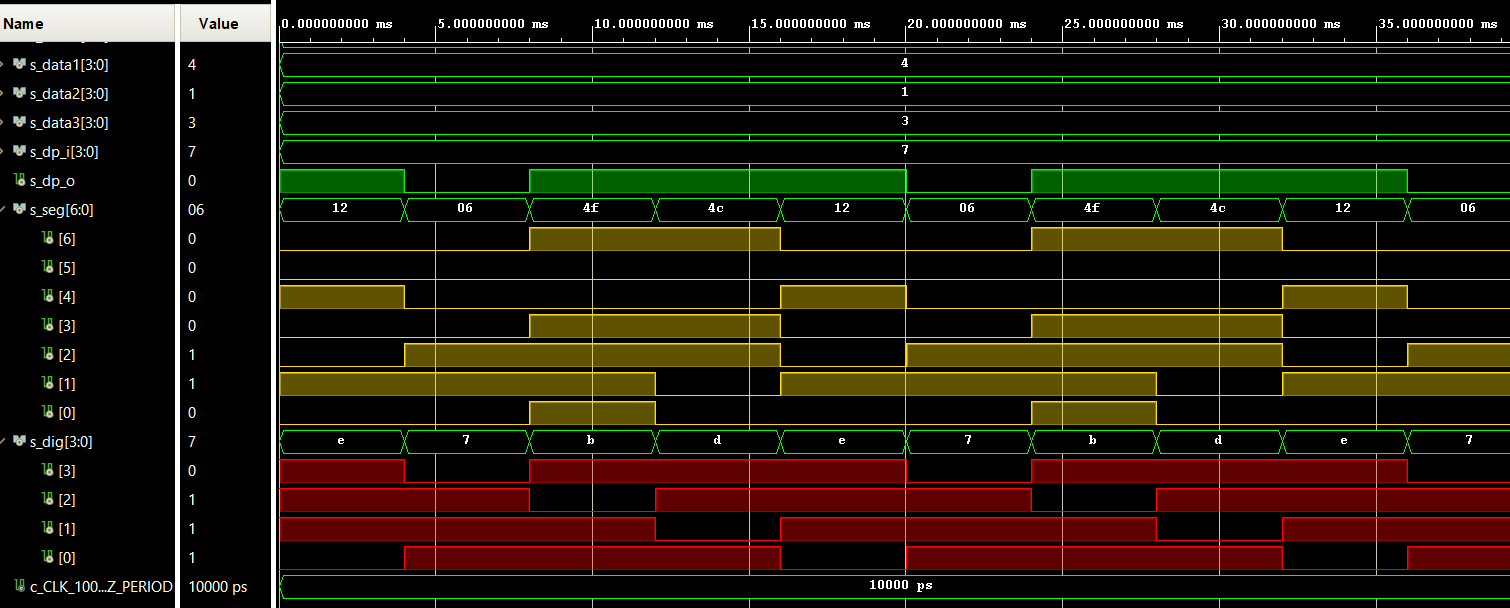 Name Value 0.000000000 ms 5.000000000 ms 10.000000000 ms 15.000000000 ms 20.000000000 ms 25.000000000 ms 30.000000000 ms 35.000000000 ms
s_data1[3:0] 4 4
s_data2[3:0] 1 1
s_data3[3:0] 3 3
s_dp_i[3:0] 7 7
s_dp_o 0
s_seg[6:0] 06 12 06 4f 4c 12 06 4f 4c 12 06
[6] 0
[5] 0
[4] 0
[3] 0
[2] 1
[1] 1
[0] 0
s_dig[3:0] 7 e 7 b d e 7 b d e 7
[3] 0
[2] 1
[1] 1
[0] 1
c_CLK_100...Z_PERIOD 10000 ps 10000 ps